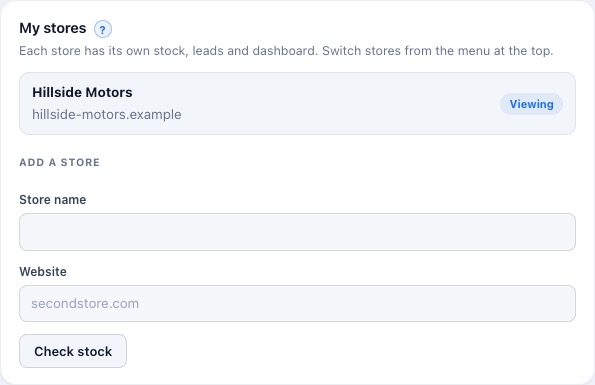 My stores ?
Each store has its own stock, leads and dashboard. Switch stores from the menu at the top.
Hillside Motors
hillside-motors.example
Viewing
ADD A STORE
Store name
Website
secondstore.com
Check stock